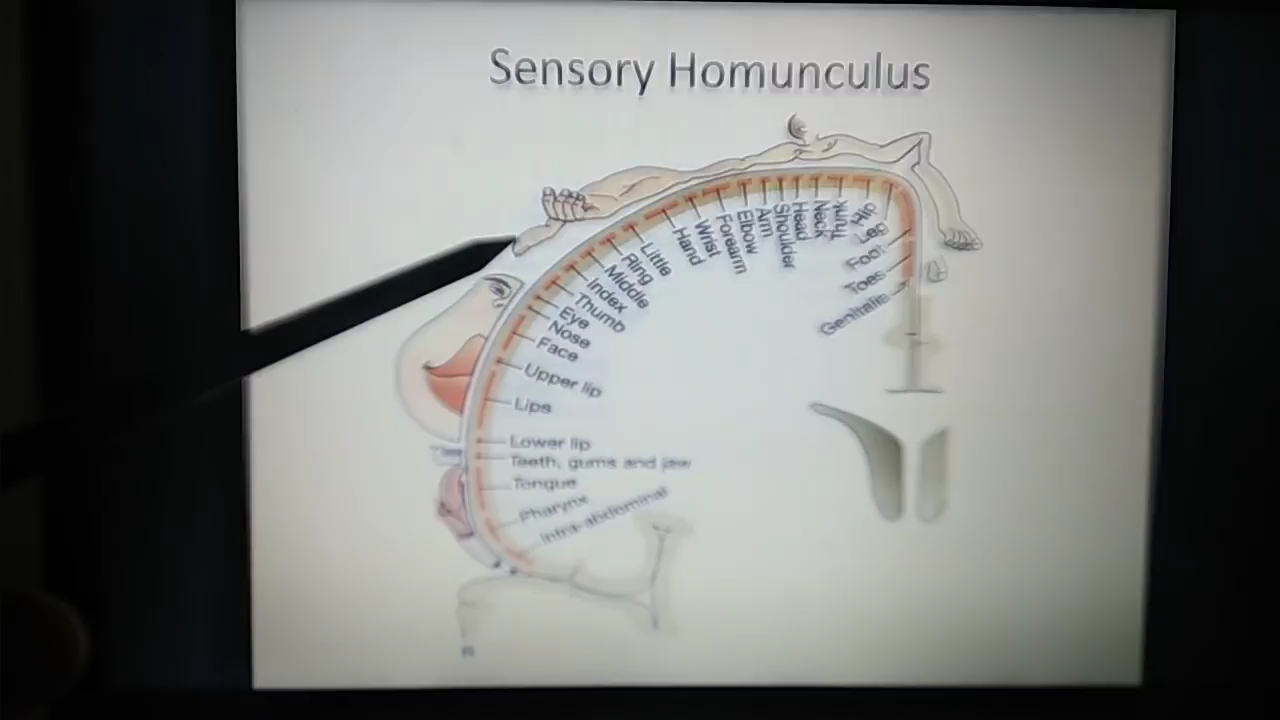 Sensory Homunculus
Genitalia
Toes
Foot
Leg
Hip
Trunk
Neck
Head
Shoulder
Arm
Elbow
Forearm
Wrist
Hand
Little
Ring
Middle
Index
Thumb
Eye
Nose
Face
Upper lip
Lips
Lower lip
Teeth, gums and jaw
Tongue
Pharynx
Intra-abdominal